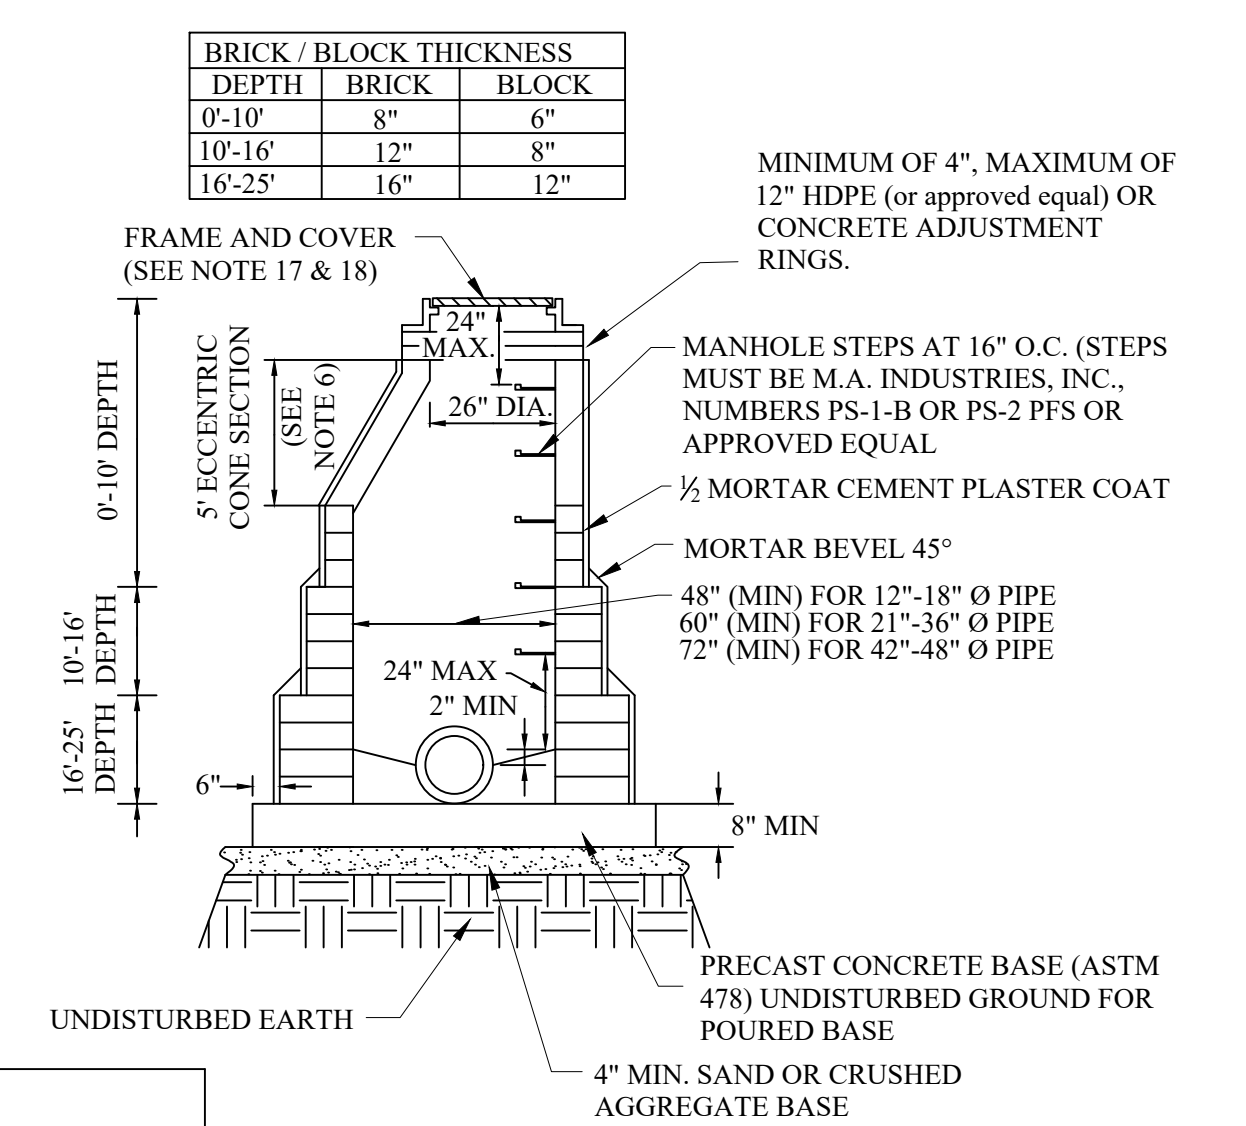 BRICK / BLOCK THICKNESS
DEPTH BRICK BLOCK
0'-10' 8" 6"
10'-16' 12" 8"
16'-25' 16" 12"
MINIMUM OF 4", MAXIMUM OF
12" HDPE (or approved equal) OR
CONCRETE ADJUSTMENT
RINGS.
FRAME AND COVER
(SEE NOTE 17 & 18)
24"
MAX.
26" DIA.
MANHOLE STEPS AT 16" O.C. (STEPS
MUST BE M.A. INDUSTRIES, INC.,
NUMBERS PS-1-B OR PS-2 PFS OR
APPROVED EQUAL
0'-10' DEPTH
5' ECCENTRIC
CONE SECTION
(SEE
NOTE 6)
½ MORTAR CEMENT PLASTER COAT
MORTAR BEVEL 45°
48" (MIN) FOR 12"-18" Ø PIPE
60" (MIN) FOR 21"-36" Ø PIPE
72" (MIN) FOR 42"-48" Ø PIPE
10'-16'
DEPTH
24" MAX
2" MIN
16'-25'
DEPTH
6"
8" MIN
PRECAST CONCRETE BASE (ASTM
478) UNDISTURBED GROUND FOR
POURED BASE
UNDISTURBED EARTH
4" MIN. SAND OR CRUSHED
AGGREGATE BASE